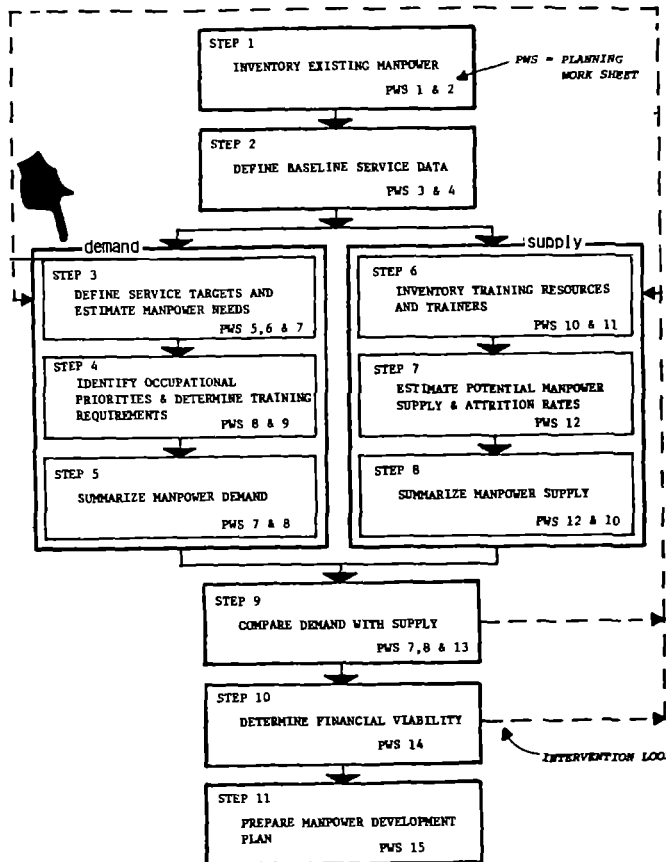 STEP 1
INVENTORY EXISTING MANPOWER
PWS 1 & 2
PWS = PLANNING
WORK SHEET
STEP 2
DEFINE BASELINE SERVICE DATA
PWS 3 & 4
demand
STEP 3
DEFINE SERVICE TARGETS AND
ESTIMATE MANPOWER NEEDS
PWS 5,6 & 7
STEP 4
IDENTIFY OCCUPATIONAL
PRIORITIES & DETERMINE TRAINING
REQUIREMENTS
PWS 8 & 9
STEP 5
SUMMARIZE MANPOWER DEMAND
PWS 7 & 8
supply
STEP 6
INVENTORY TRAINING RESOURCES
AND TRAINERS
PWS 10 & 11
STEP 7
ESTIMATE POTENTIAL MANPOWER
SUPPLY & ATTRITION RATES
PWS 12
STEP 8
SUMMARIZE MANPOWER SUPPLY
PWS 12 & 10
STEP 9
COMPARE DEMAND WITH SUPPLY
PWS 7,8 & 13
STEP 10
DETERMINE FINANCIAL VIABILITY
PWS 14
INTERVENTION LOO
STEP 11
PREPARE MANPOWER DEVELOPMENT
PLAN
PWS 15